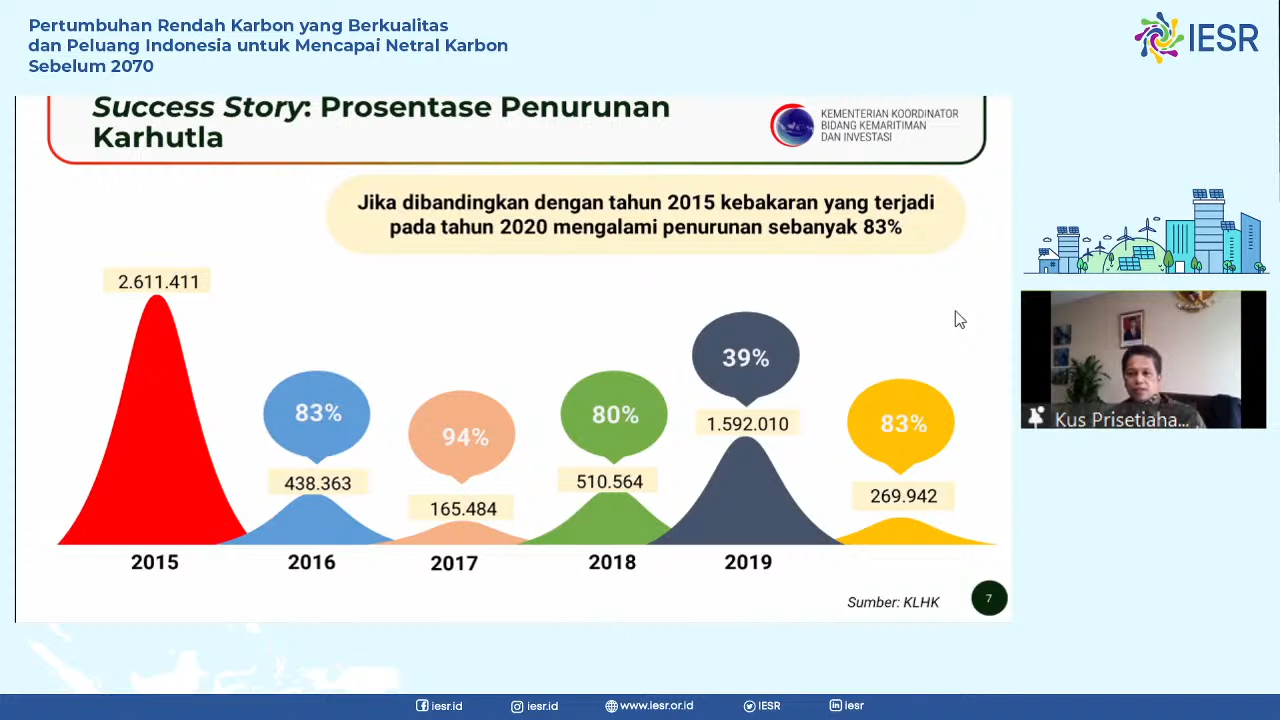 Pertumbuhan Rendah Karbon yang Berkualitas
dan Peluang Indonesia untuk Mencapai Netral Karbon
Sebelum 2070
IESR
Success Story: Prosentase Penurunan
Karhutla
KEMENTERIAN KOORDINATOR
BIDANG KEMARITIMAN
DAN INVESTASI
Jika dibandingkan dengan tahun 2015 kebakaran yang terjadi
pada tahun 2020 mengalami penurunan sebanyak 83%
2.611.411
83%
438.363
94%
165.484
80%
510.564
39%
1.592.010
83%
269.942
2015
2016
2017
2018
2019
Sumber: KLHK
7
Kus Prisetiaha...
iesr.id
iesr.id
www.iesr.or.id
IESR
iesr